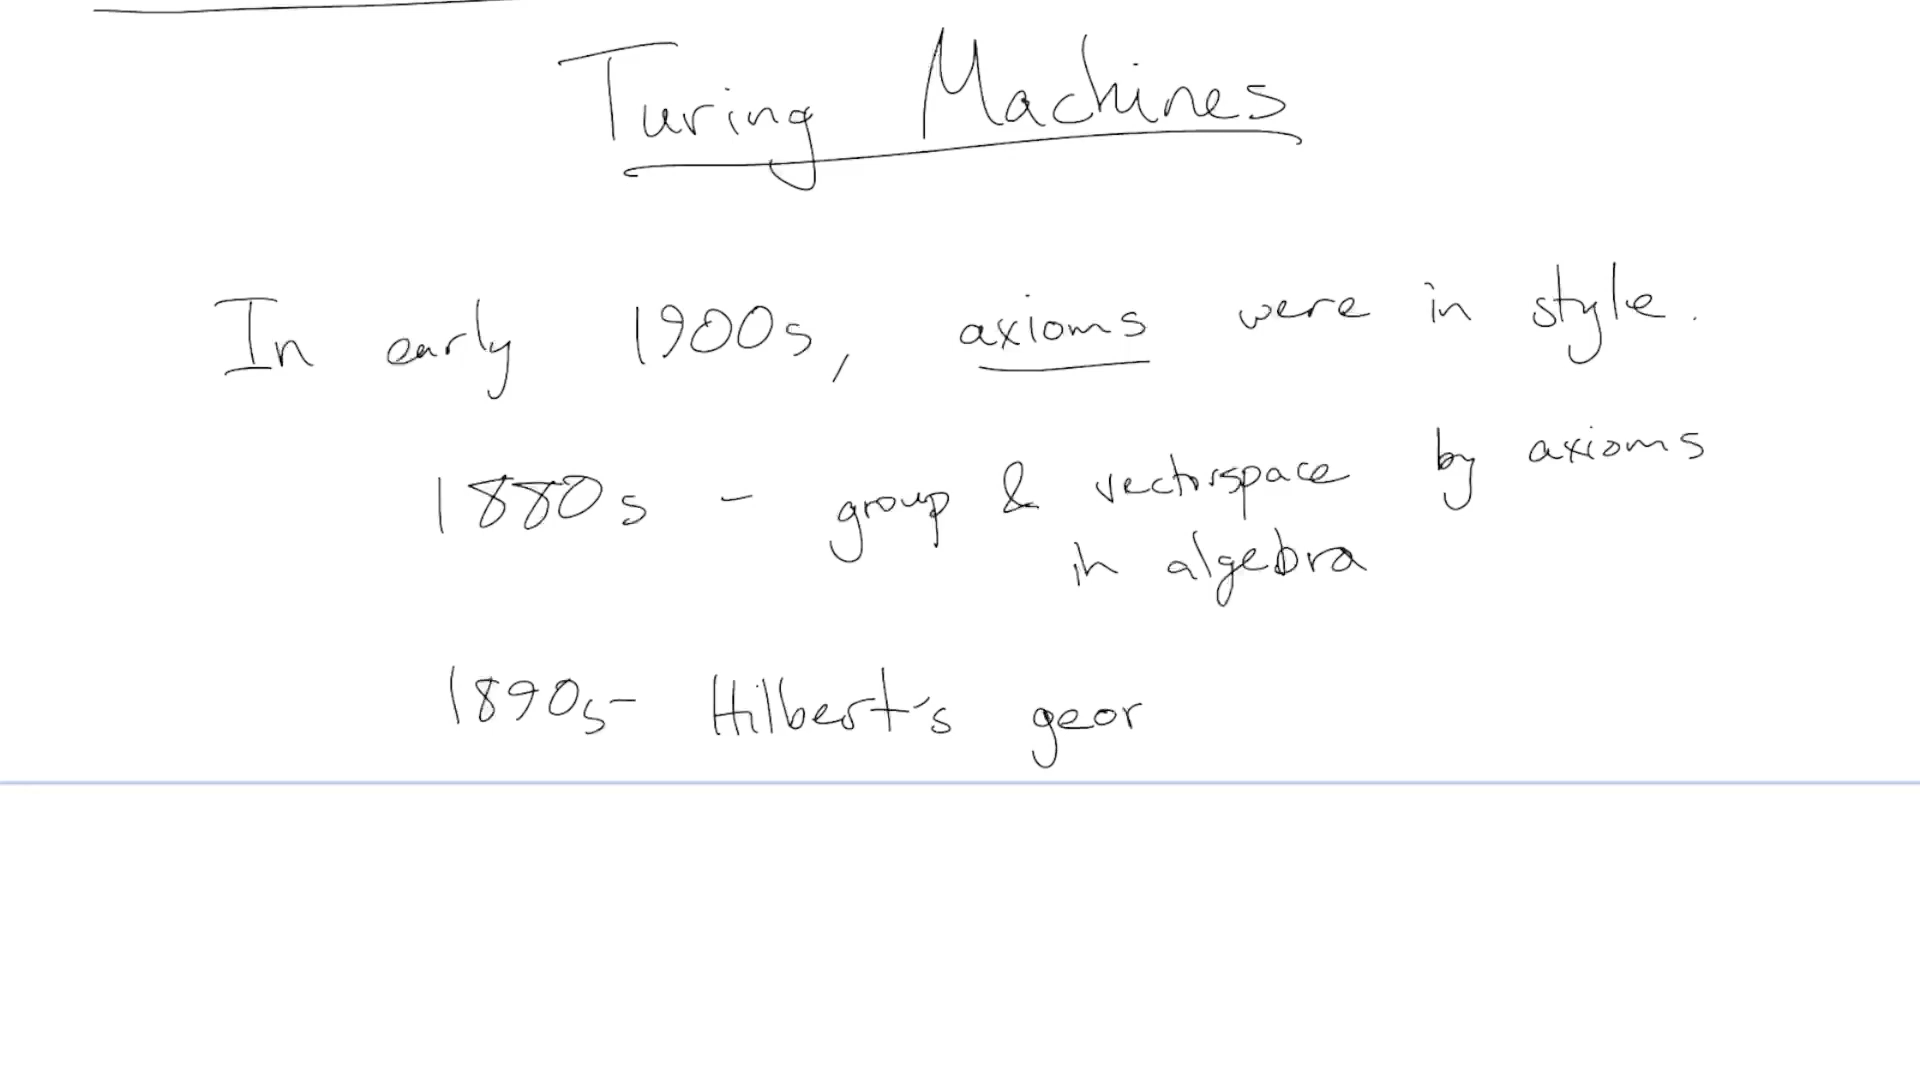 Turing Machines
In early 1900s, axioms were in style.
1880s - group & vectorspace by axioms
in algebra
1890s- Hilbert's geor